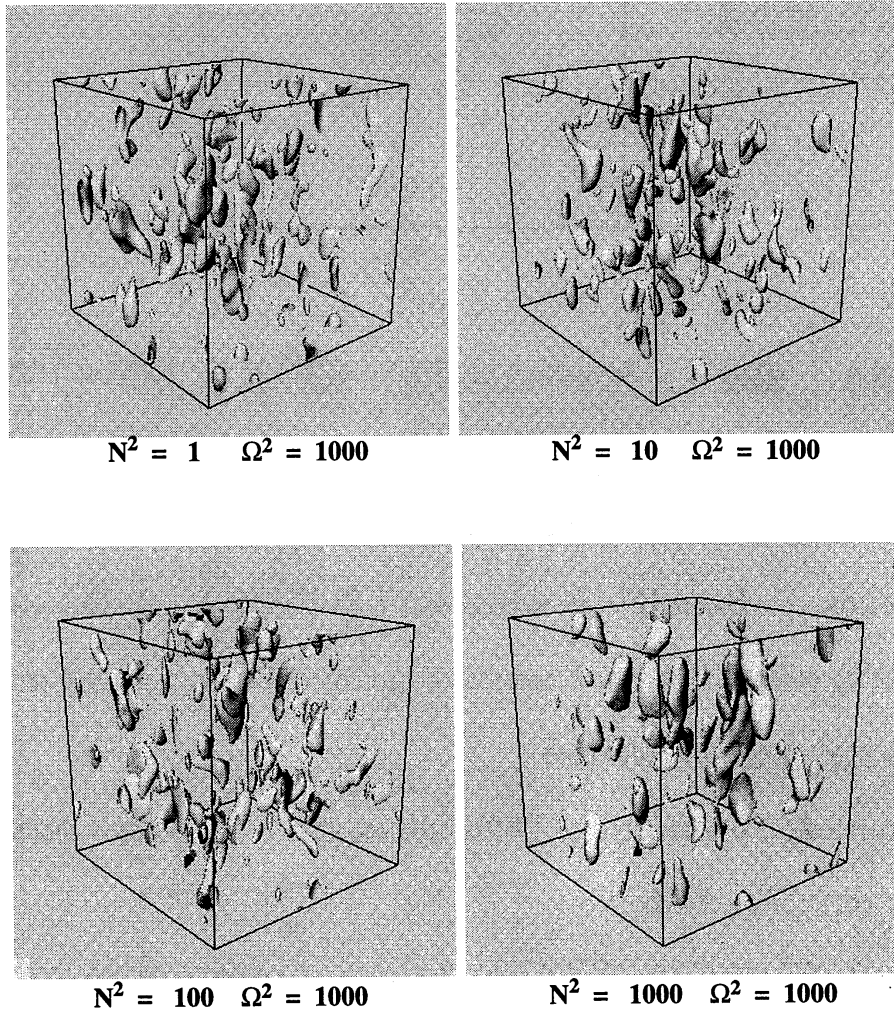 N² = 1 Ω² = 1000
N² = 10 Ω² = 1000
N² = 100 Ω² = 1000
N² = 1000 Ω² = 1000